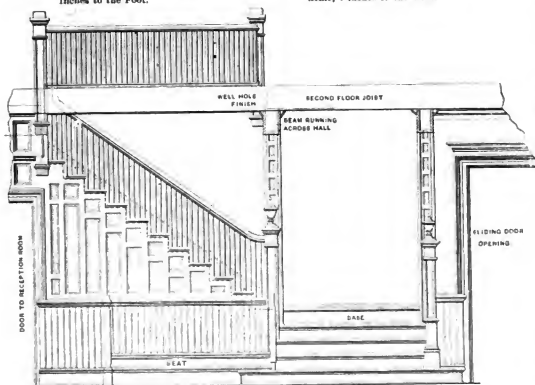 Inches to the Foot.
WELL HOLE
FINISH
SECOND FLOOR JOIST
BEAM RUNNING
ACROSS HALL
DOOR TO RECEPTION ROOM
SLIDING DOOR
OPENING.
BASE
SEAT